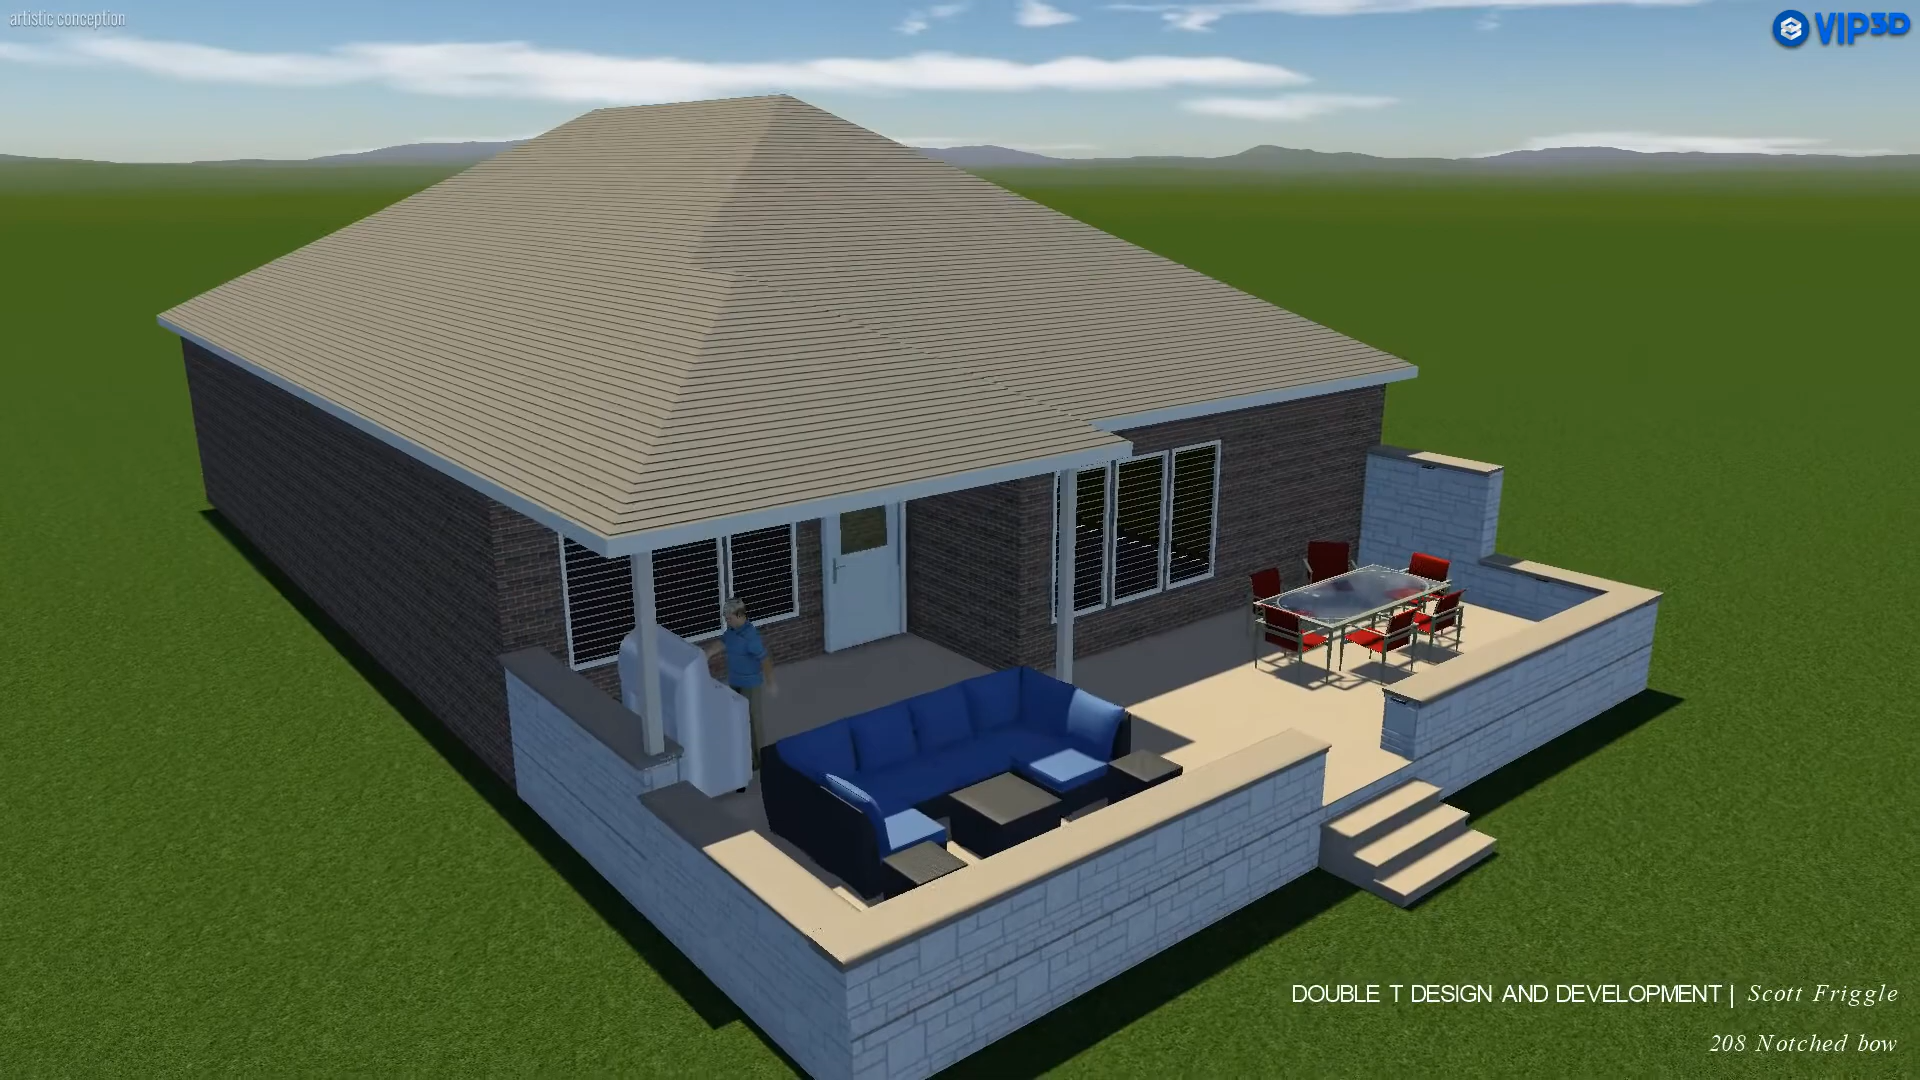 artistic conception
VIP3D
DOUBLE T DESIGN AND DEVELOPMENT | Scott Friggle
208 Notched bow